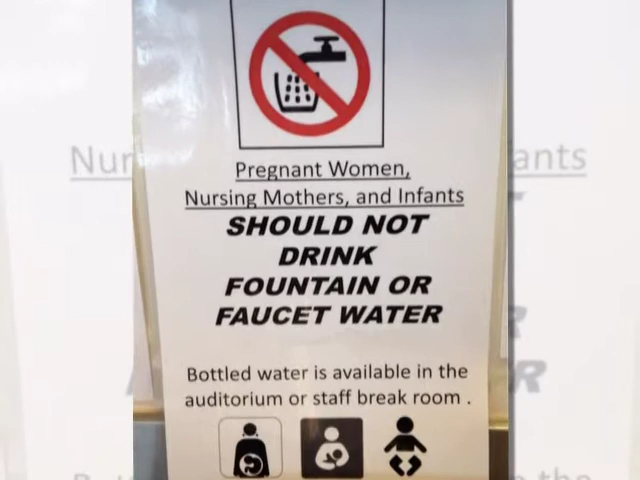 Pregnant Women,
Nursing Mothers, and Infants
SHOULD NOT
DRINK
FOUNTAIN OR
FAUCET WATER
Bottled water is available in the
auditorium or staff break room .